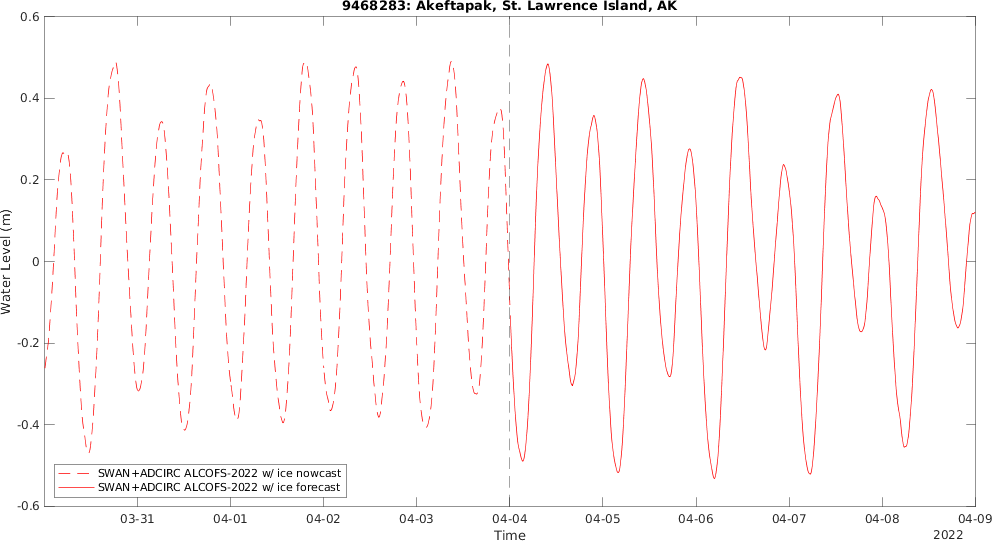 9468283: Akeftapak, St. Lawrence Island, AK
Water Level (m)
0.6
0.4
0.2
0
-0.2
-0.4
-0.6
SWAN+ADCIRC ALCOFS-2022 w/ ice nowcast
SWAN+ADCIRC ALCOFS-2022 w/ ice forecast
03-31 04-01 04-02 04-03 04-04 04-05 04-06 04-07 04-08 04-09
Time
2022